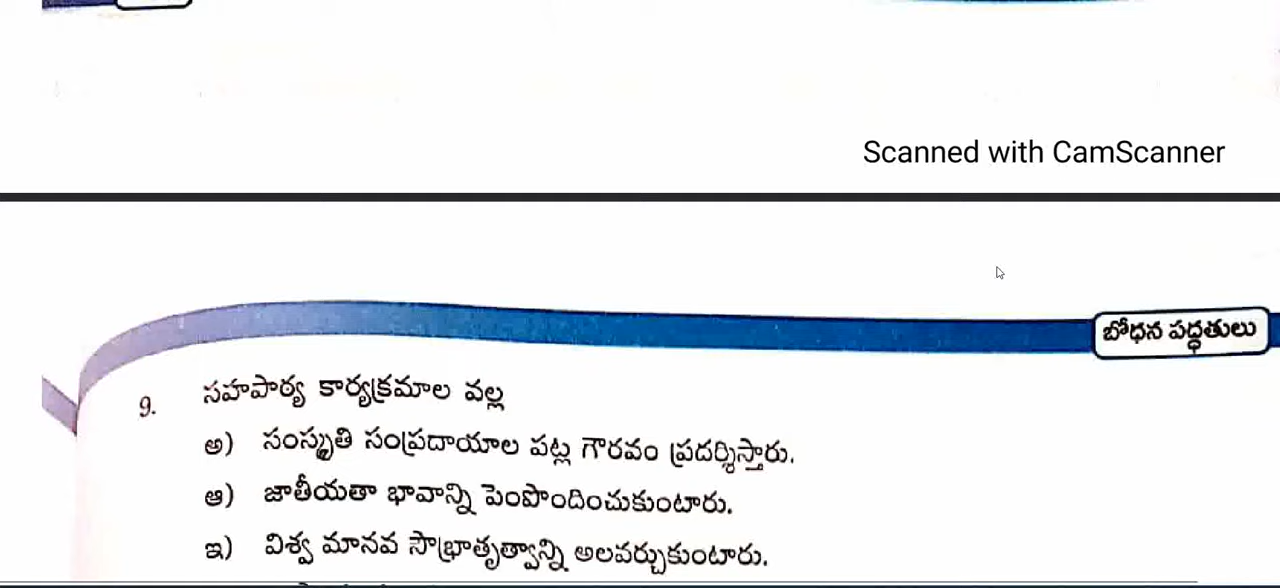 Scanned with CamScanner
బోధన పద్ధతులు
9. సహపాఠ్య కార్యక్రమాల వల్ల
అ) సంస్కృతి సంప్రదాయాల పట్ల గౌరవం ప్రదర్శిస్తారు.
ఆ) జాతీయతా భావాన్ని పెంపొందించుకుంటారు.
ఇ) విశ్వ మానవ సౌభ్రాతృత్వాన్ని అలవర్చుకుంటారు.